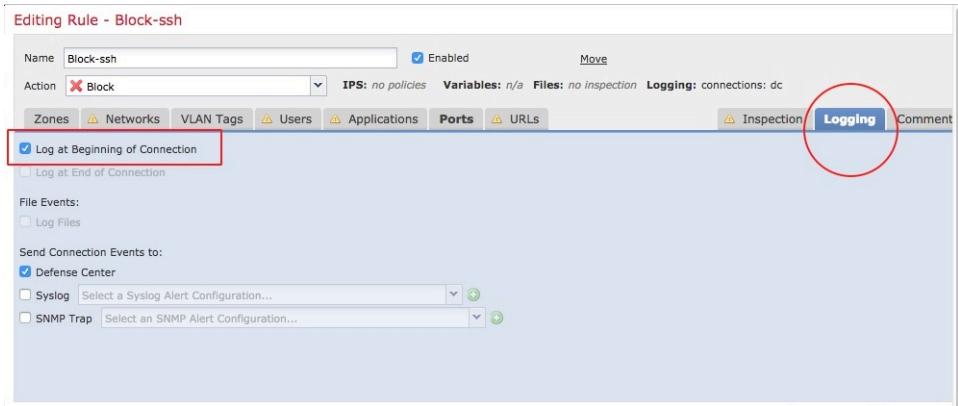 Editing Rule - Block-ssh
Name Block-ssh Enabled Move
Action Block IPS: no policies Variables: n/a Files: no inspection Logging: connections: dc
Zones Networks VLAN Tags Users Applications Ports URLs Inspection Logging Comment
Log at Beginning of Connection
Log at End of Connection
File Events:
Log Files
Send Connection Events to:
Defense Center
Syslog Select a Syslog Alert Configuration...
SNMP Trap Select an SNMP Alert Configuration...